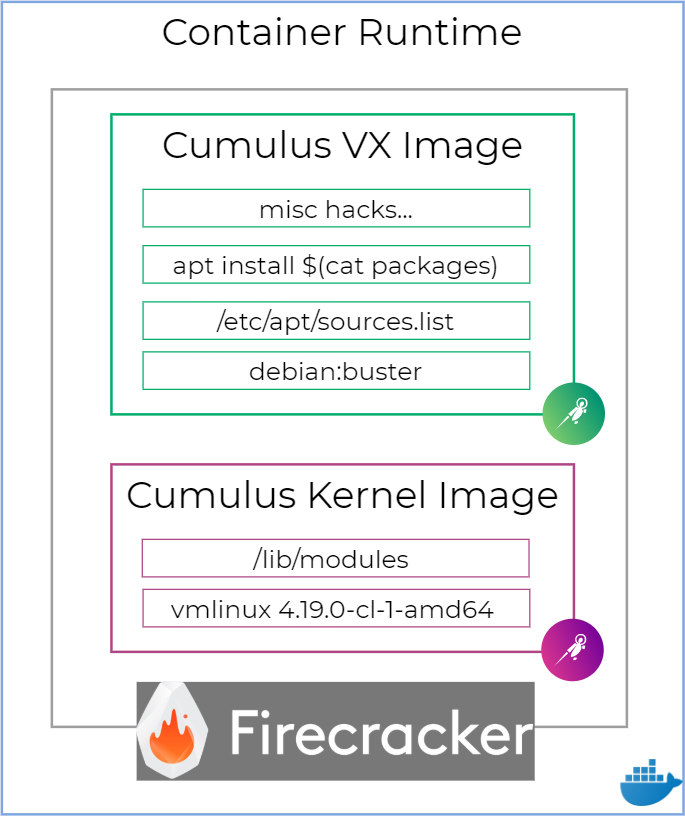 Container Runtime
Cumulus VX Image
misc hacks...
apt install $(cat packages)
/etc/apt/sources.list
debian:buster
Cumulus Kernel Image
/lib/modules
vmlinux 4.19.0-cl-1-amd64
Firecracker